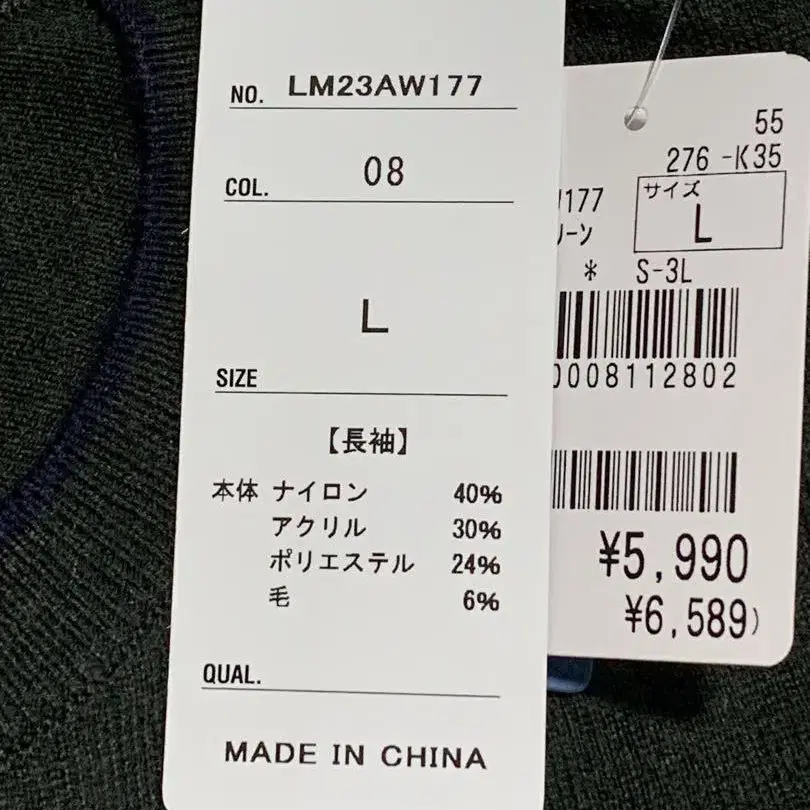 NO. LM23AW177
COL. 08
L
SIZE
【長袖】
本体 ナイロン 40%
アクリル 30%
ポリエステル 24%
毛 6%
QUAL.
MADE IN CHINA
55
276 -K35
177
サイズ
L
ーン
* S-3L
0008112802
¥5,990
¥6,589)